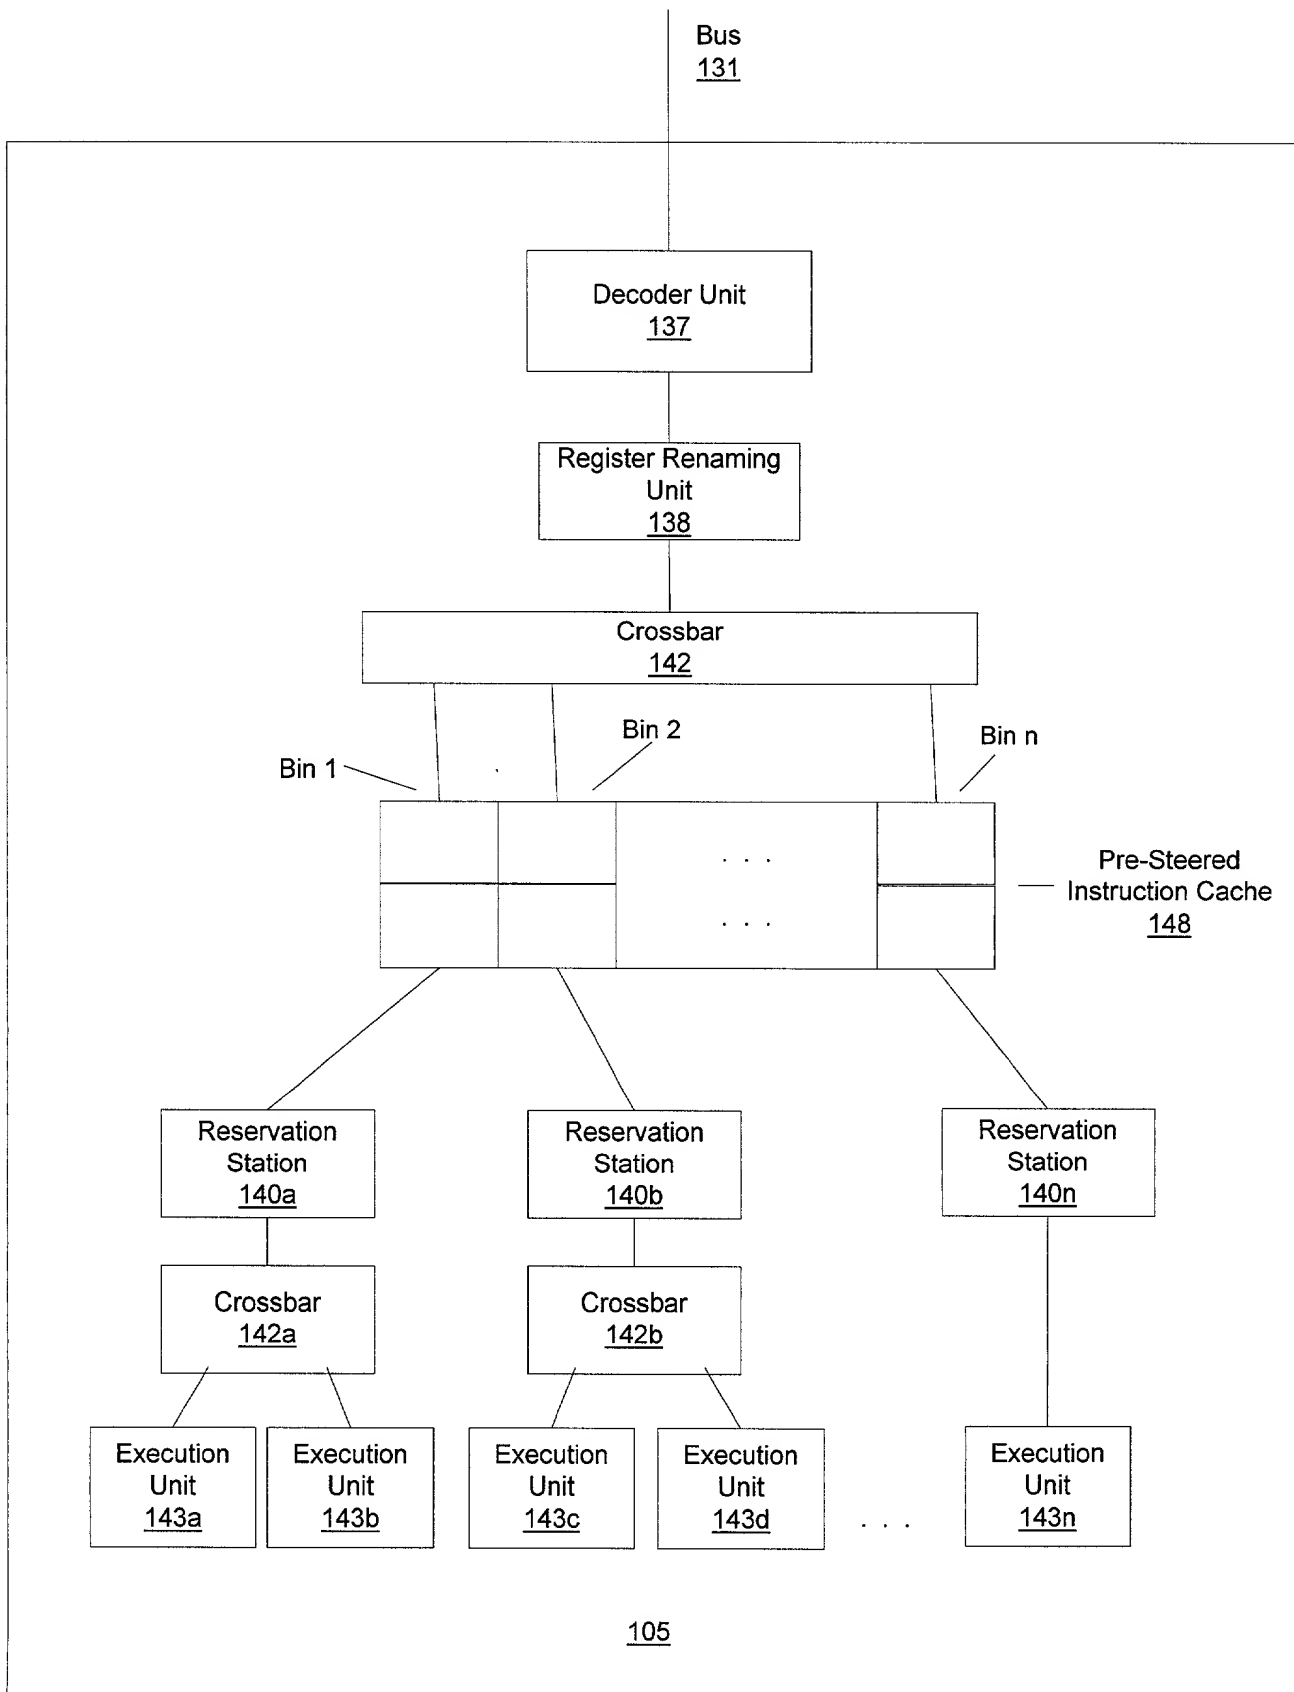 Bus
131
Decoder Unit
137
Register Renaming
Unit
138
Crossbar
142
Bin 1
Bin 2
Bin n
. . .
. . .
Pre-Steered
Instruction Cache
148
Reservation
Station
140a
Reservation
Station
140b
Reservation
Station
140n
Crossbar
142a
Crossbar
142b
Execution
Unit
143a
Execution
Unit
143b
Execution
Unit
143c
Execution
Unit
143d
. . .
Execution
Unit
143n
105